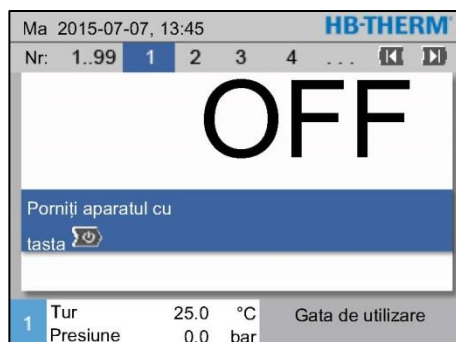 Ma 2015-07-07, 13:45 HB-THERM
Nr: 1..99 1 2 3 4 ...
OFF
Porniți aparatul cu
tasta
1 Tur 25.0 °C Gata de utilizare
Presiune 0.0 bar